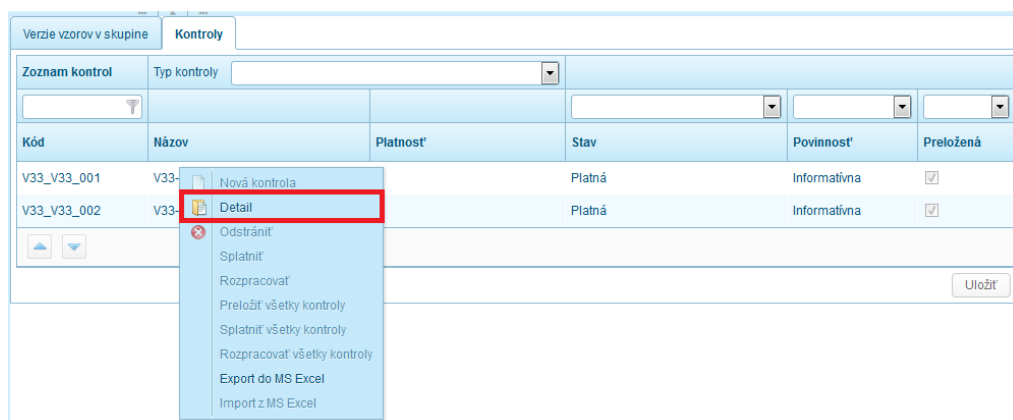 Verzie vzorov v skupine Kontroly
Zoznam kontrol Typ kontroly
Kód Názov Platnosť Stav Povinnosť Preložená
V33_V33_001 V33- Platná Informatívna
V33_V33_002 V33- Platná Informatívna
Nová kontrola
Detail
Odstrániť
Splatniť
Rozpracovať
Preložiť všetky kontroly
Splatniť všetky kontroly
Rozpracovať všetky kontroly
Export do MS Excel
Import z MS Excel
Uložiť